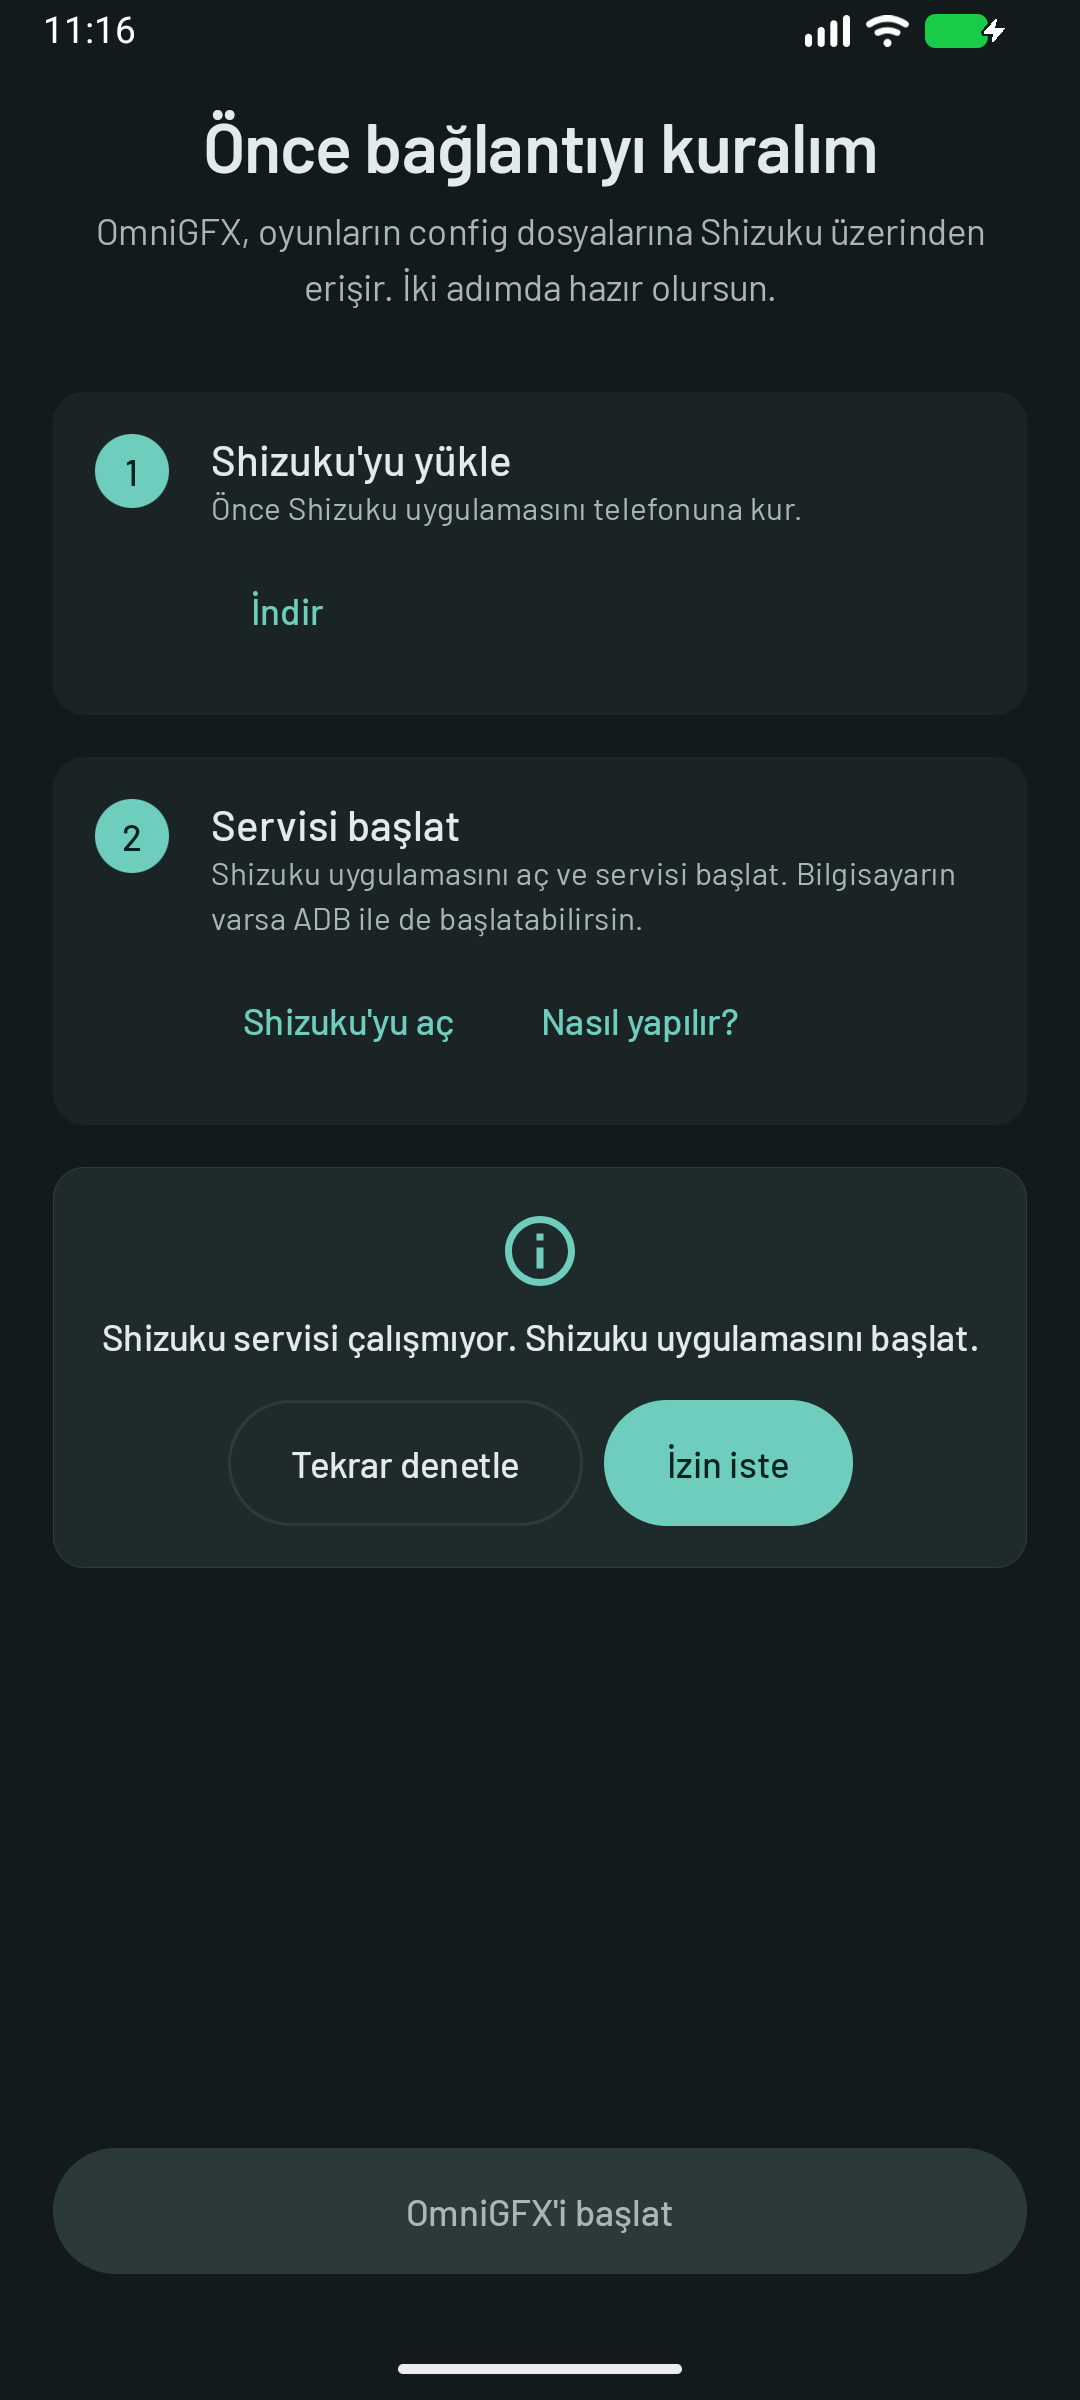 11:16
Önce bağlantıyı kuralım
OmniGFX, oyunların config dosyalarına Shizuku üzerinden
erişir. İki adımda hazır olursun.
1
Shizuku'yu yükle
Önce Shizuku uygulamasını telefonuna kur.
İndir
2
Servisi başlat
Shizuku uygulamasını aç ve servisi başlat. Bilgisayarın
varsa ADB ile de başlatabilirsin.
Shizuku'yu aç Nasıl yapılır?
Shizuku servisi çalışmıyor. Shizuku uygulamasını başlat.
Tekrar denetle İzin iste
OmniGFX'i başlat